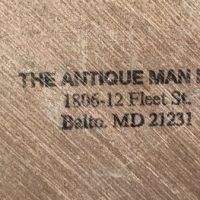 THE ANTIQUE MAN
1806-12 Fleet St.
Balto. MD 21231